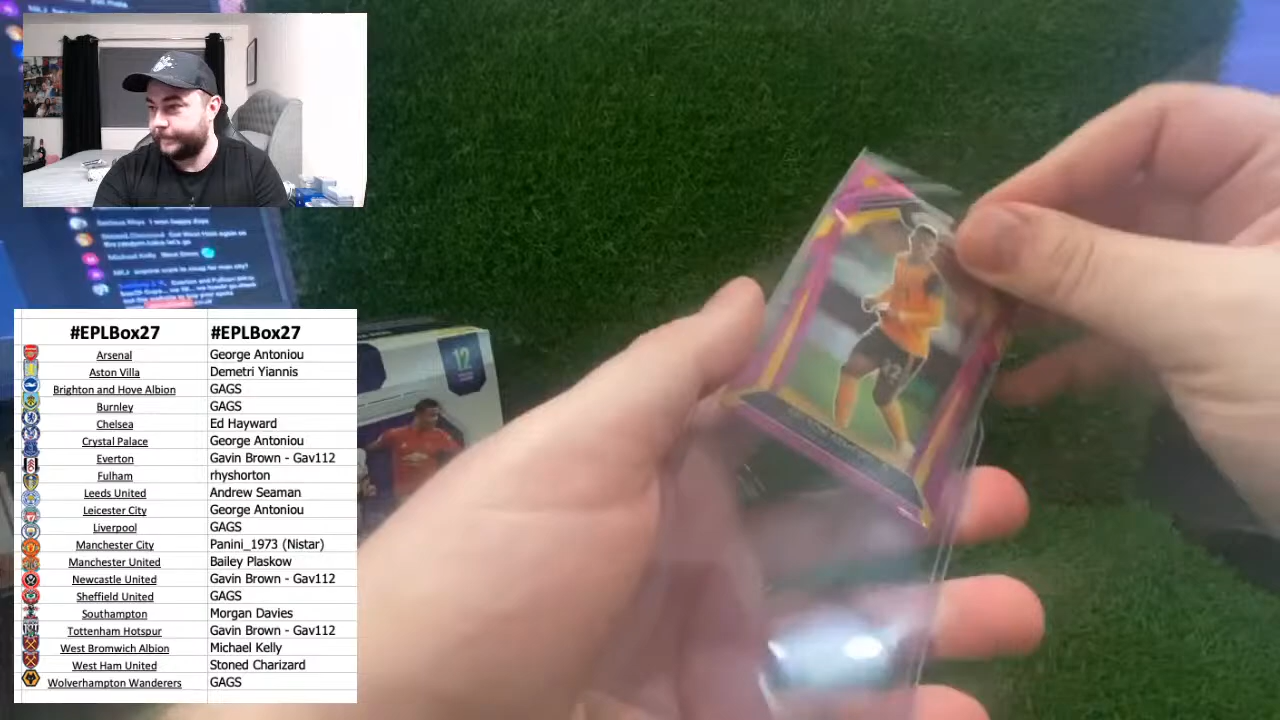 Michael Kelly
#EPLBox27 #EPLBox27
Arsenal George Antoniou
Aston Villa Demetri Yiannis
Brighton and Hove Albion GAGS
Burnley GAGS
Chelsea Ed Hayward
Crystal Palace George Antoniou
Everton Gavin Brown - Gav112
Fulham rhyshorton
Leeds United Andrew Seaman
Leicester City George Antoniou
Liverpool GAGS
Manchester City Panini_1973 (Nistar)
Manchester United Bailey Plaskow
Newcastle United Gavin Brown - Gav112
Sheffield United GAGS
Southampton Morgan Davies
Tottenham Hotspur Gavin Brown - Gav112
West Bromwich Albion Michael Kelly
West Ham United Stoned Charizard
Wolverhampton Wanderers GAGS
12